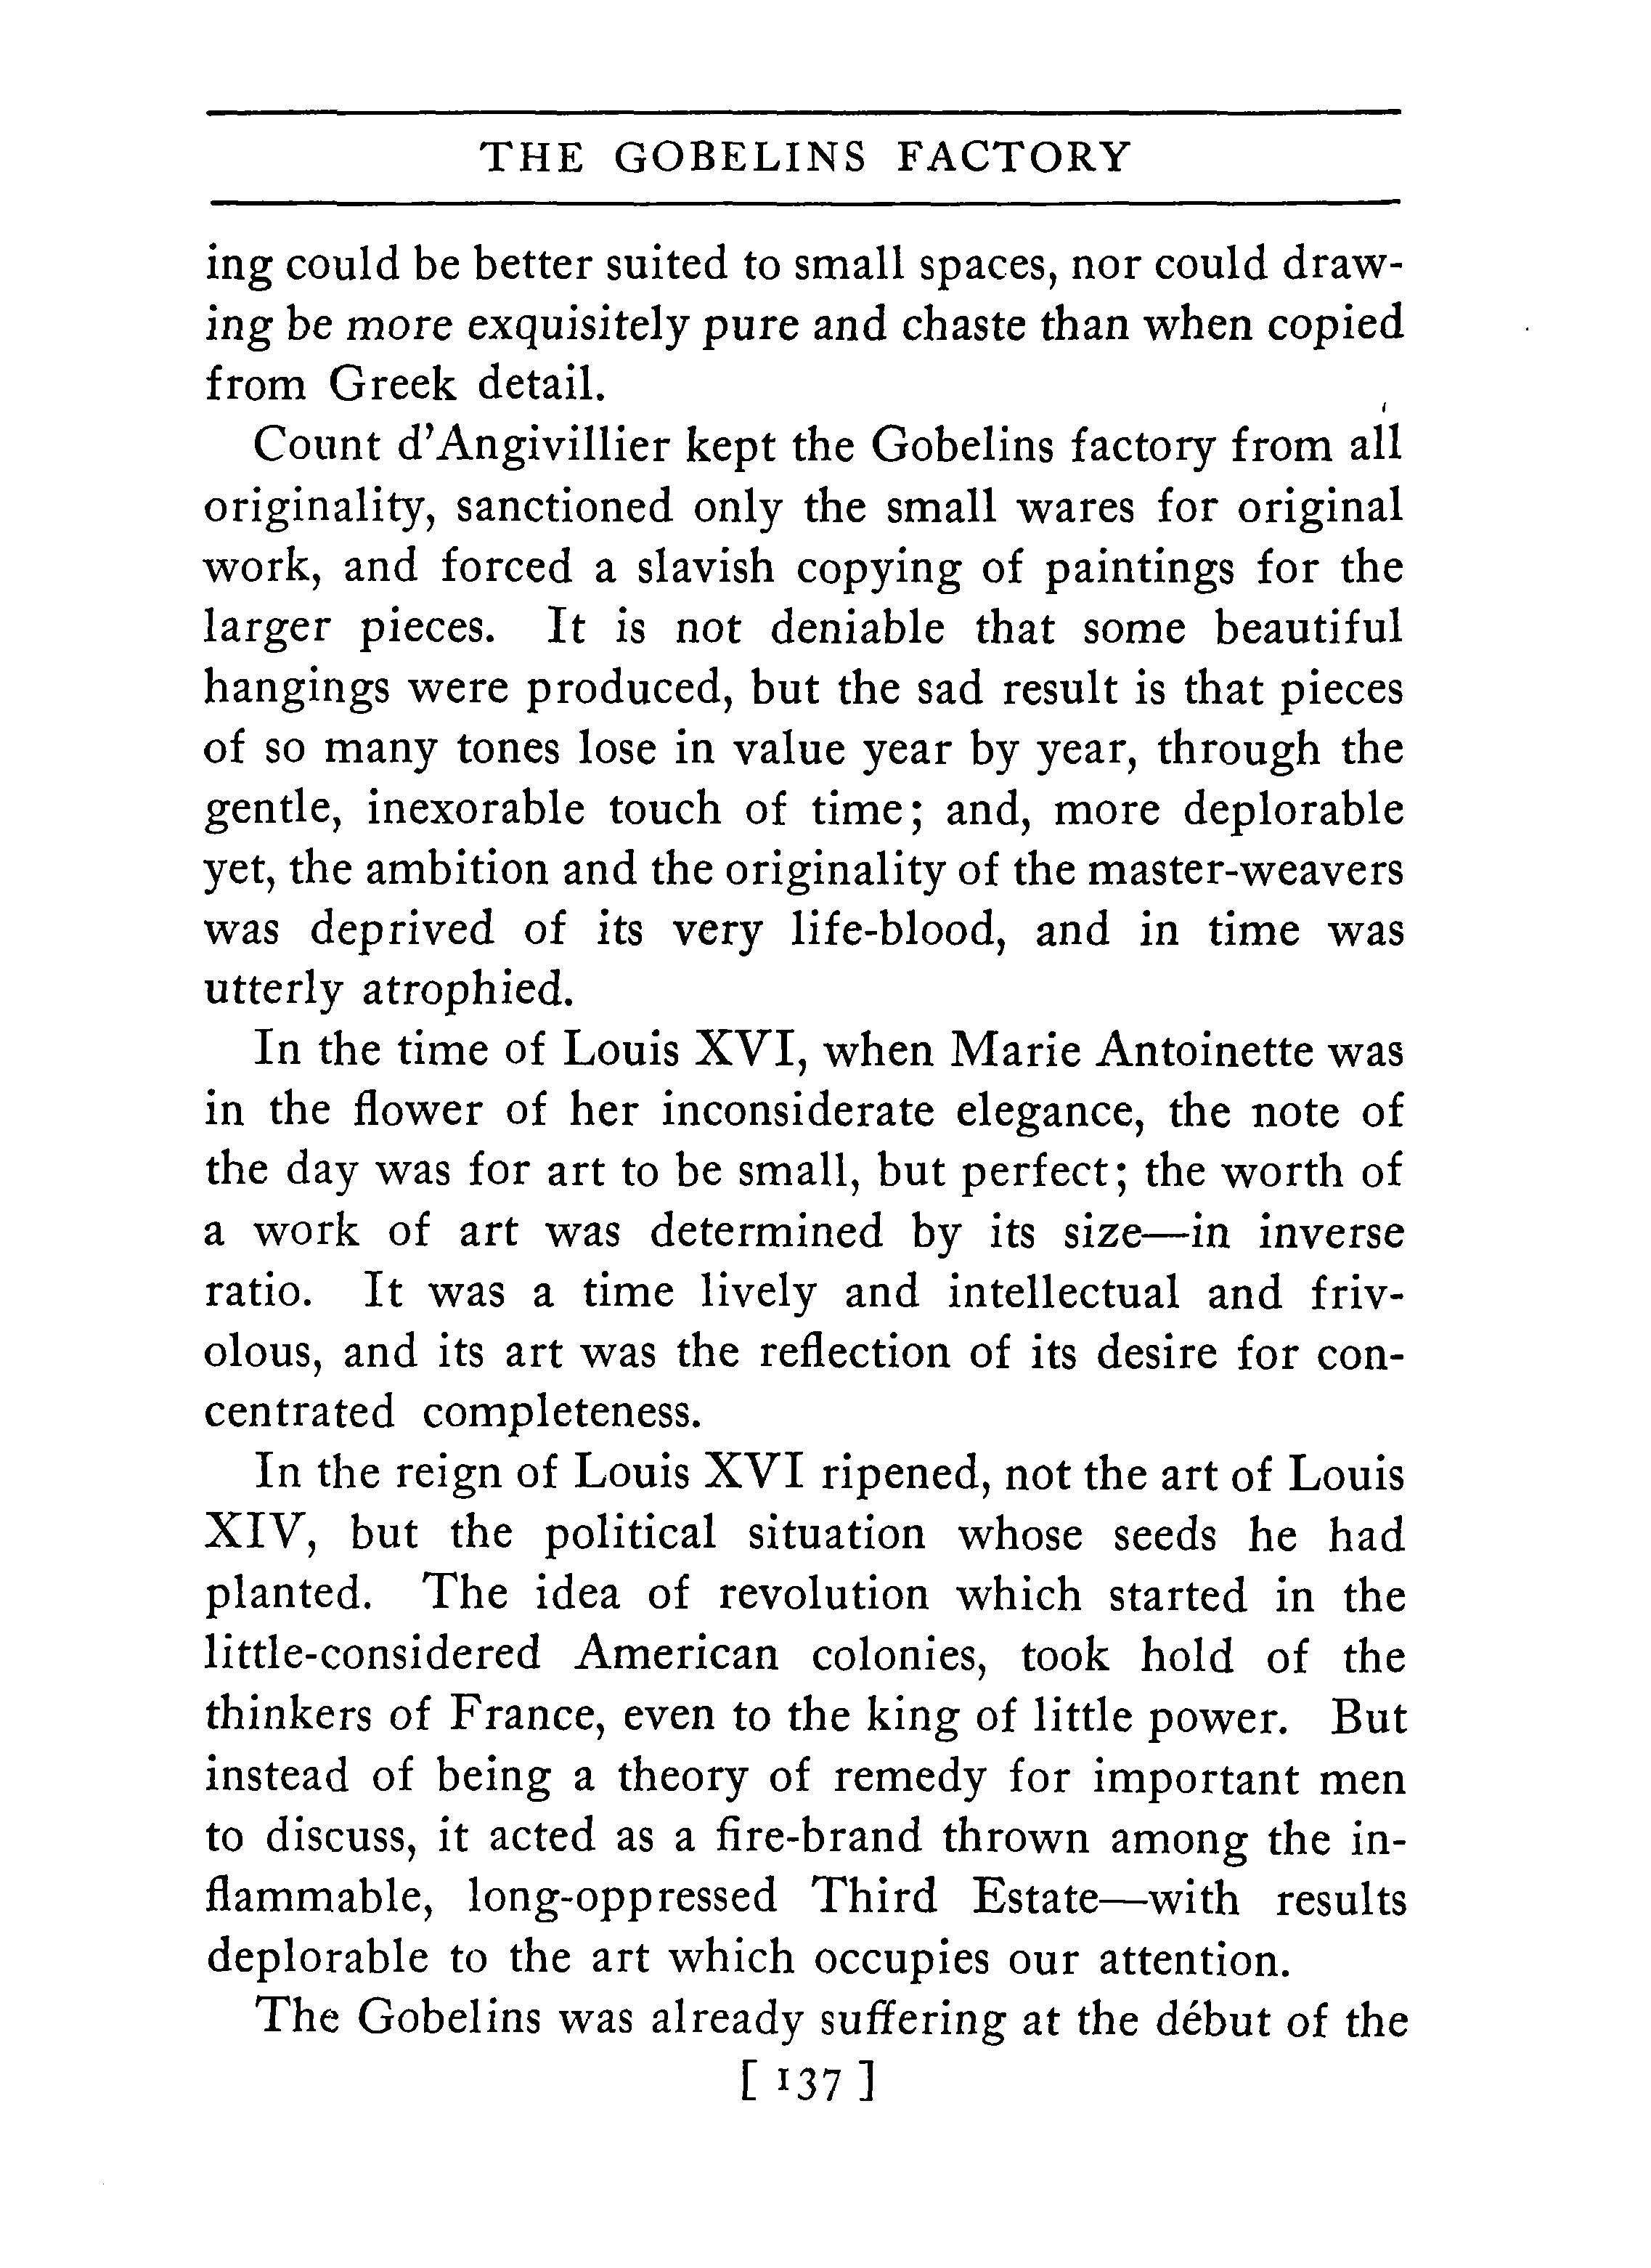 THE GOBELINS FACTORY
ing could be better suited to small spaces, nor could draw-
ing be more exquisitely pure and chaste than when copied
from Greek detail.
Count d'Angivillier kept the Gobelins factory from all
originality, sanctioned only the small wares for original
work, and forced a slavish copying of paintings for the
larger pieces. It is not deniable that some beautiful
hangings were produced, but the sad result is that pieces
of so many tones lose in value year by year, through the
gentle, inexorable touch of time; and, more deplorable
yet, the ambition and the originality of the master-weavers
was deprived of its very life-blood, and in time was
utterly atrophied.
In the time of Louis XVI, when Marie Antoinette was
in the flower of her inconsiderate elegance, the note of
the day was for art to be small, but perfect; the worth of
a work of art was determined by its size—in inverse
ratio. It was a time lively and intellectual and friv-
olous, and its art was the reflection of its desire for con-
centrated completeness.
In the reign of Louis XVI ripened, not the art of Louis
XIV, but the political situation whose seeds he had
planted. The idea of revolution which started in the
little-considered American colonies, took hold of the
thinkers of France, even to the king of little power. But
instead of being a theory of remedy for important men
to discuss, it acted as a fire-brand thrown among the in-
flammable, long-oppressed Third Estate—with results
deplorable to the art which occupies our attention.
The Gobelins was already suffering at the début of the
[ 137 ]